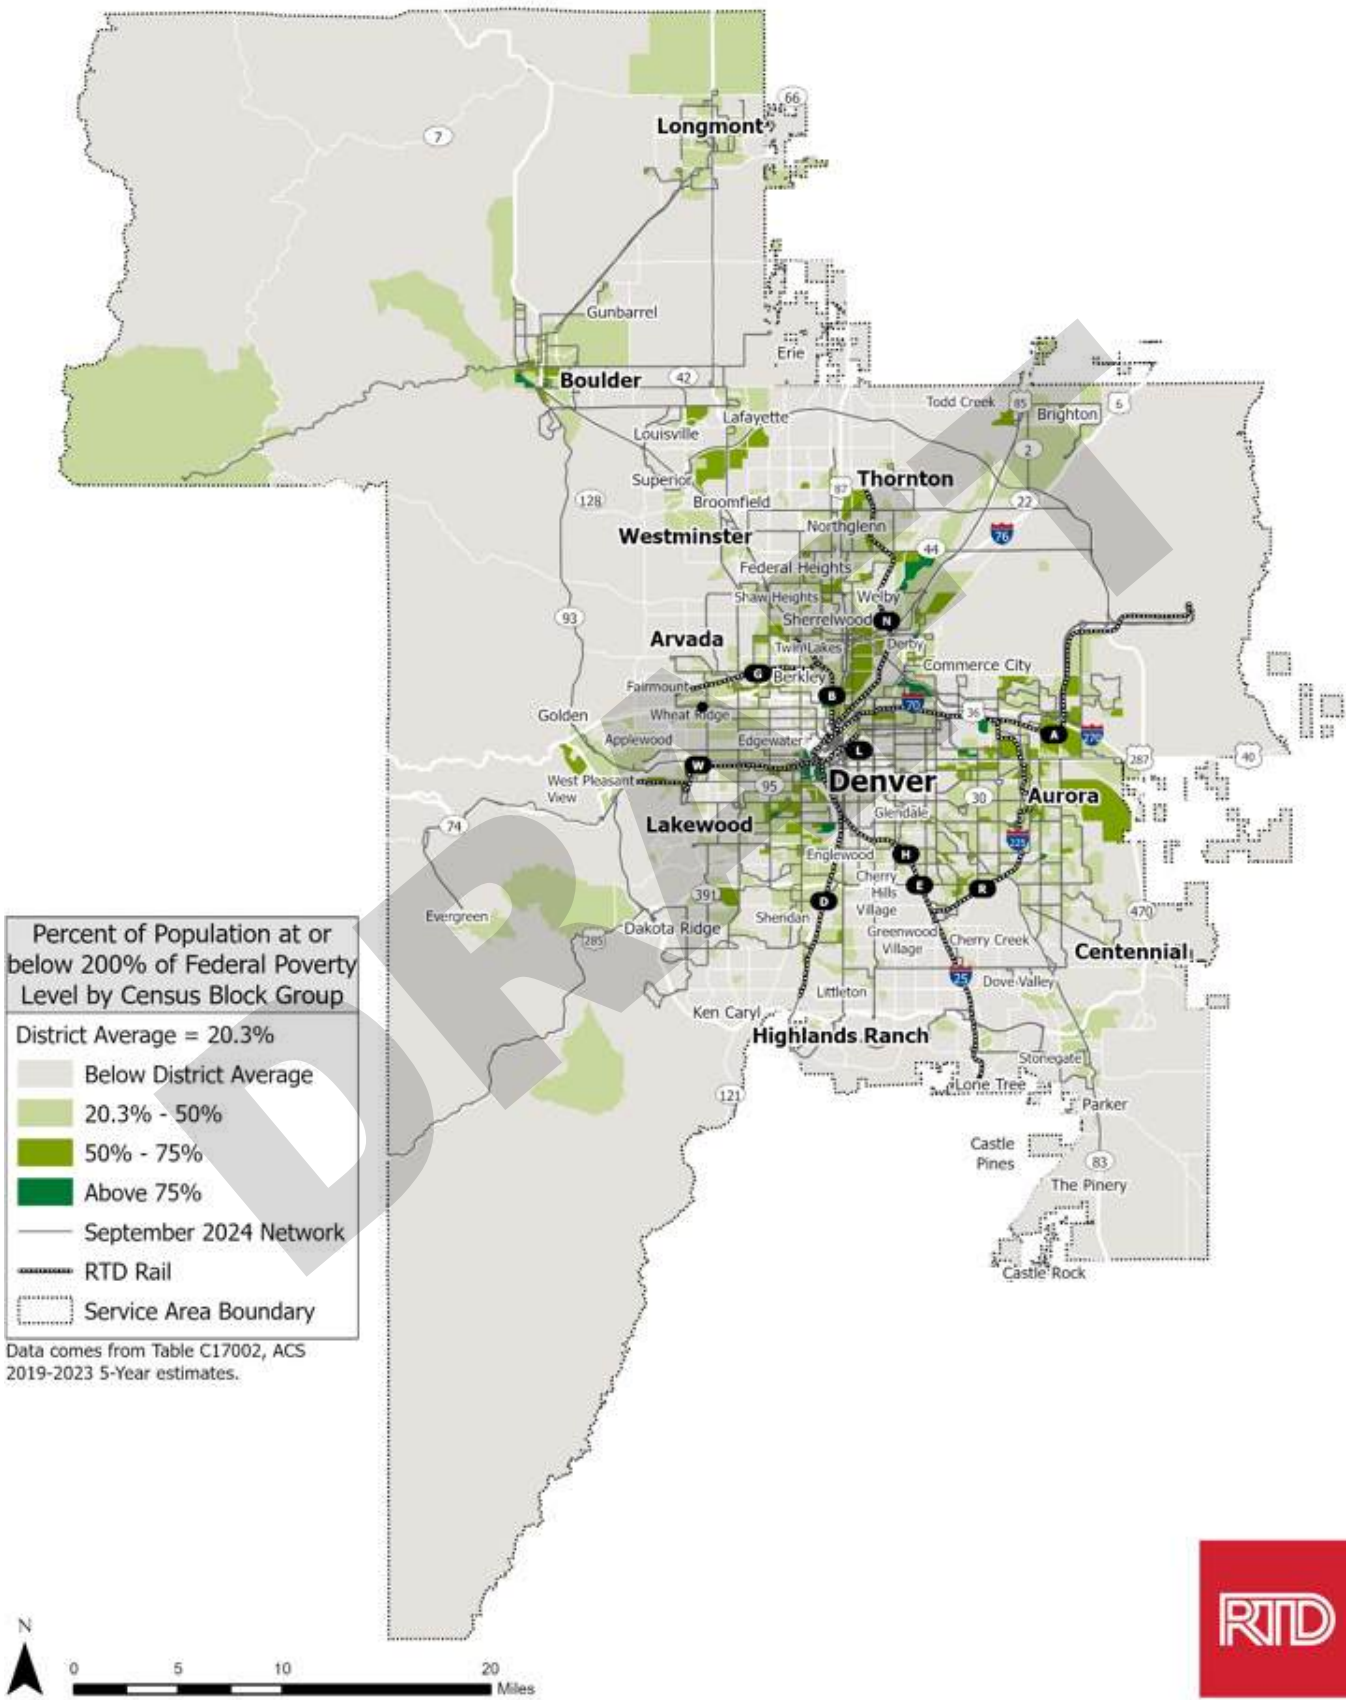 66
Longmont
7
Gunbarrel
Erie
Boulder
42
Todd Creek
85
Brighton
6
Lafayette
Louisville
2
Superior
Thornton
87
128
Broomfield
22
Westminster
Northglenn
76
44
Federal Heights
Shaw Heights
Welby
93
Sherrelwood
N
Arvada
Twin Lakes
Derby
Commerce City
G
Berkley
Fairmount
B
70
Golden
Wheat Ridge
36
Applewood
Edgewater
A
270
L
287
40
W
West Pleasant
View
95
Denver
30
Aurora
74
Lakewood
Glendale
225
Englewood
H
Cherry
Hills
Village
E
R
391
D
Evergreen
Sheridan
470
285
Dakota Ridge
Greenwood
Village
Cherry Creek
Centennial
25
Dove Valley
Littleton
Ken Caryl
Highlands Ranch
Stonegate
Lone Tree
121
Parker
Castle
Pines
83
The Pinery
Castle Rock
DRAFT
Percent of Population at or
below 200% of Federal Poverty
Level by Census Block Group
District Average = 20.3%
Below District Average
20.3% - 50%
50% - 75%
Above 75%
September 2024 Network
RTD Rail
Service Area Boundary
Data comes from Table C17002, ACS
2019-2023 5-Year estimates.
N
0 5 10 20
Miles
RTD